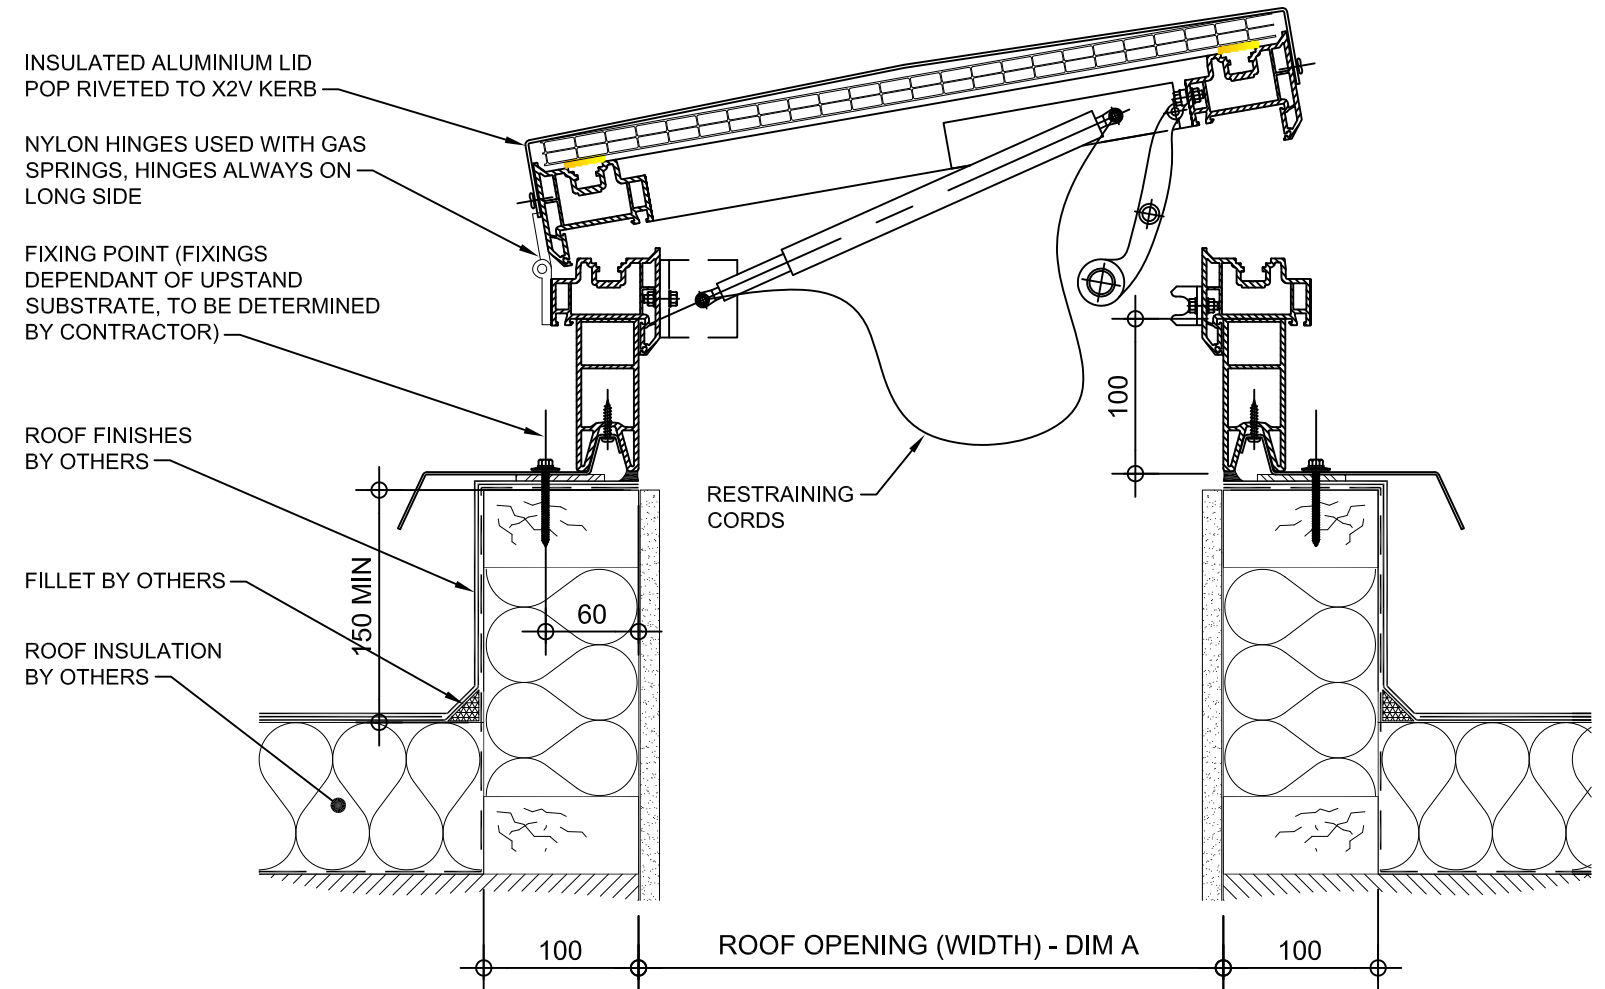 INSULATED ALUMINIUM LID
POP RIVETED TO X2V KERB
NYLON HINGES USED WITH GAS
SPRINGS, HINGES ALWAYS ON
LONG SIDE
FIXING POINT (FIXINGS
DEPENDANT OF UPSTAND
SUBSTRATE, TO BE DETERMINED
BY CONTRACTOR)
ROOF FINISHES
BY OTHERS
FILLET BY OTHERS
ROOF INSULATION
BY OTHERS
150 MIN
60
RESTRAINING
CORDS
100
100
ROOF OPENING (WIDTH) - DIM A
100